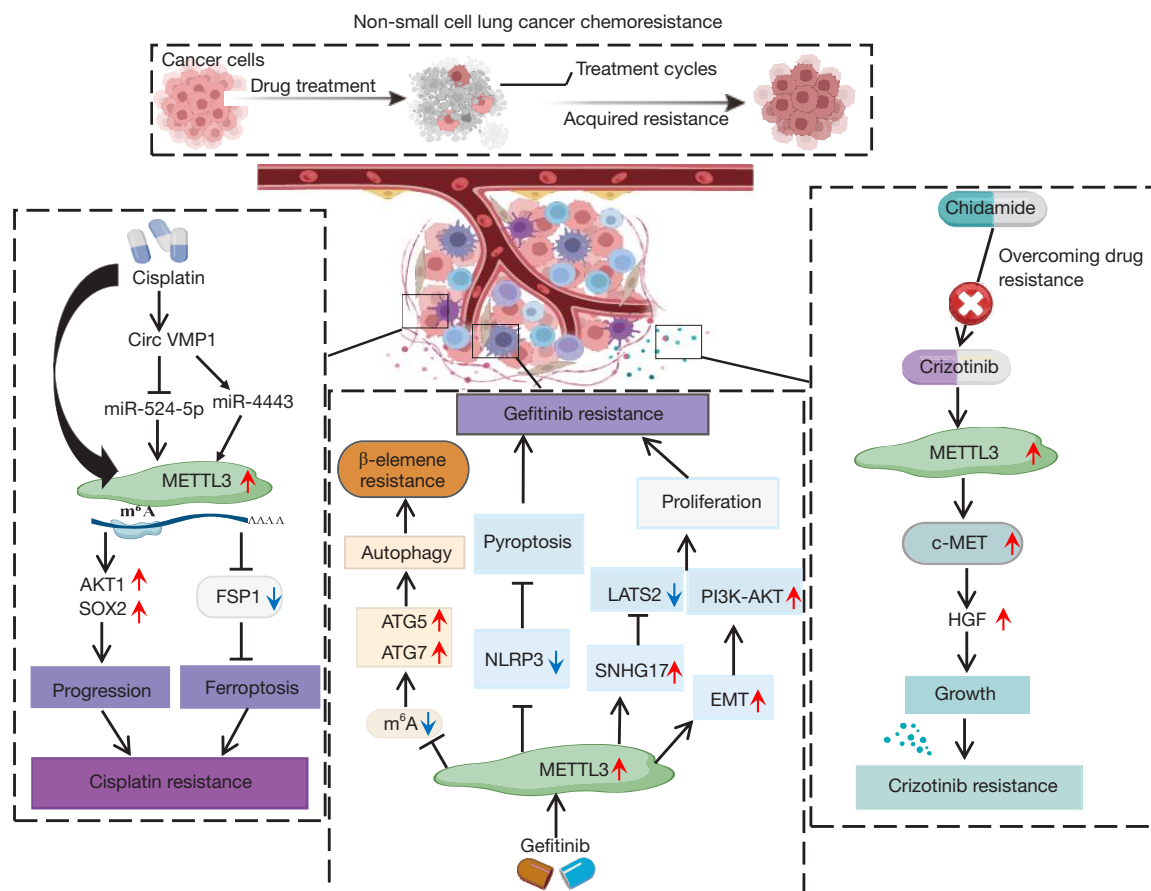 Non-small cell lung cancer chemoresistance
Cancer cells
Drug treatment
Treatment cycles
Acquired resistance
Cisplatin
Circ VMP1
miR-524-5p
miR-4443
METTL3
m⁶A
AAAA
AKT1
SOX2
FSP1
Progression
Ferroptosis
Cisplatin resistance
Gefitinib resistance
β-elemene
resistance
Proliferation
Autophagy
Pyroptosis
LATS2
PI3K-AKT
ATG5
ATG7
NLRP3
SNHG17
EMT
m⁶A
METTL3
Gefitinib
Chidamide
Overcoming drug
resistance
Crizotinib
METTL3
c-MET
HGF
Growth
Crizotinib resistance